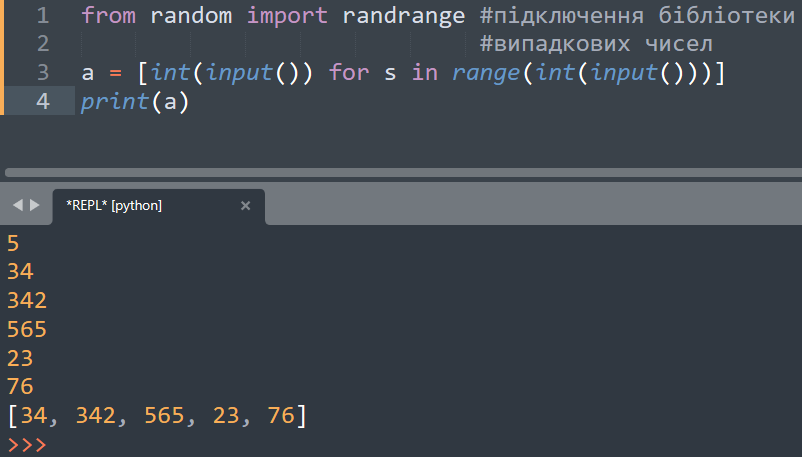 1 from random import randrange #підключення бібліотеки
2 #випадкових чисел
3 a = [int(input()) for s in range(int(input()))]
4 print(a)
*REPL* [python] ×
5
34
342
565
23
76
[34, 342, 565, 23, 76]
>>>